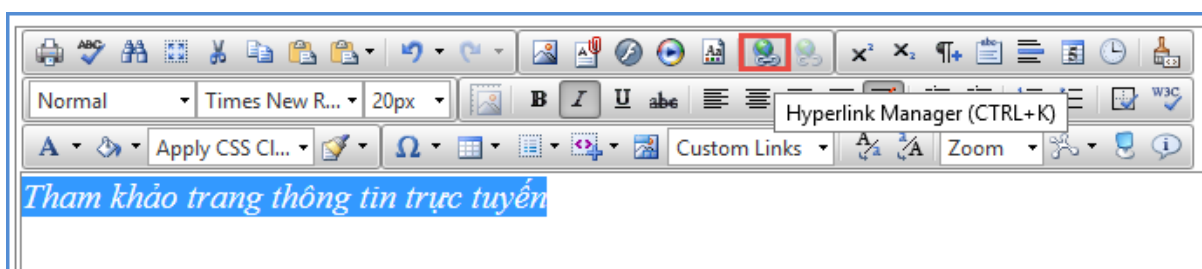 ABC
Normal Times New R... 20px B I U abc W3C
Hyperlink Manager (CTRL+K)
A Apply CSS Cl... Ω Custom Links Zoom
Tham khảo trang thông tin trực tuyến